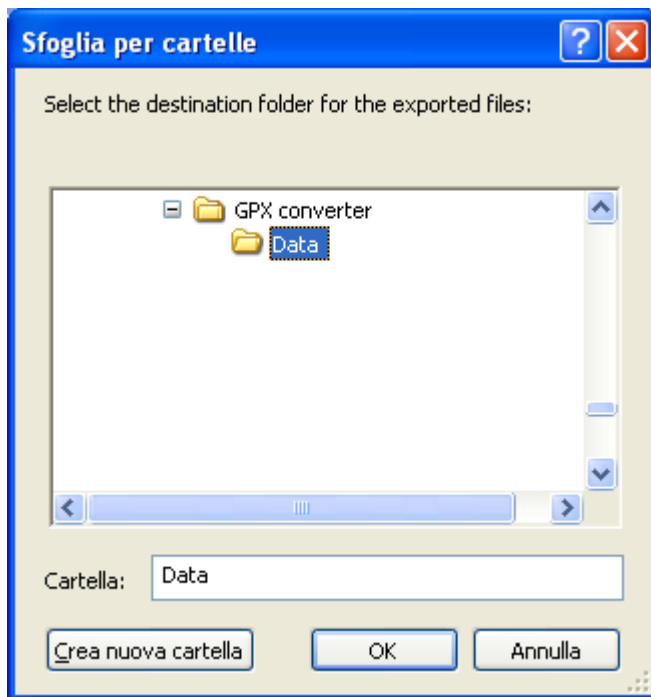 Sfoglia per cartelle
Select the destination folder for the exported files:
GPX converter
Data
Cartella: Data
Crea nuova cartella OK Annulla